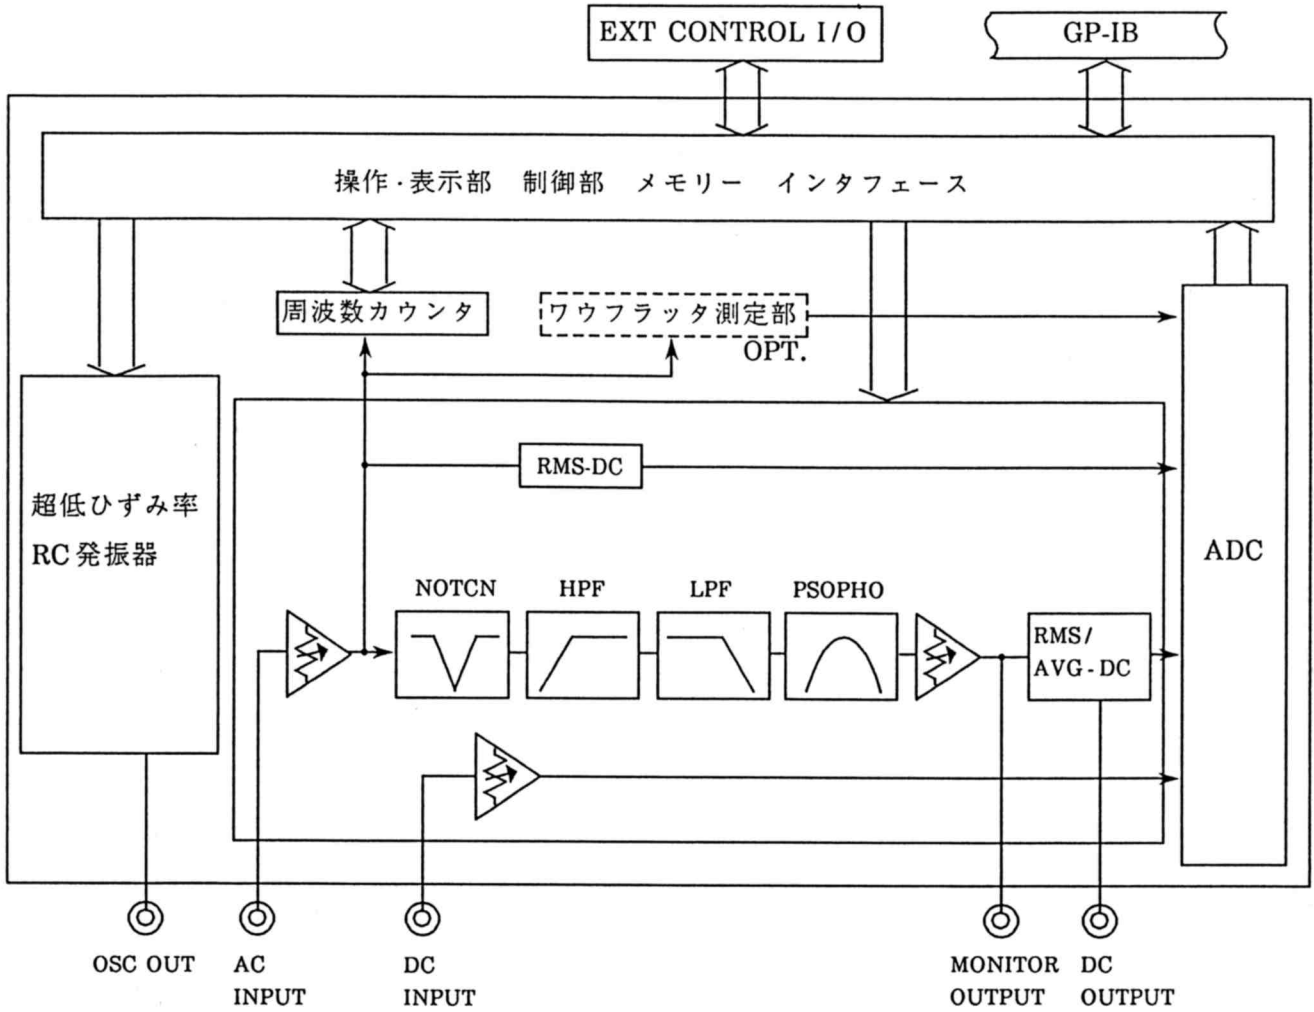 EXT CONTROL I/O
GP-IB
操作・表示部 制御部 メモリー インタフェース
周波数カウンタ
ワウフラッタ測定部
OPT.
RMS-DC
超低ひずみ率
RC発振器
ADC
NOTCN
HPF
LPF
PSOPHO
RMS/
AVG-DC
OSC OUT
AC
INPUT
DC
INPUT
MONITOR
OUTPUT
DC
OUTPUT